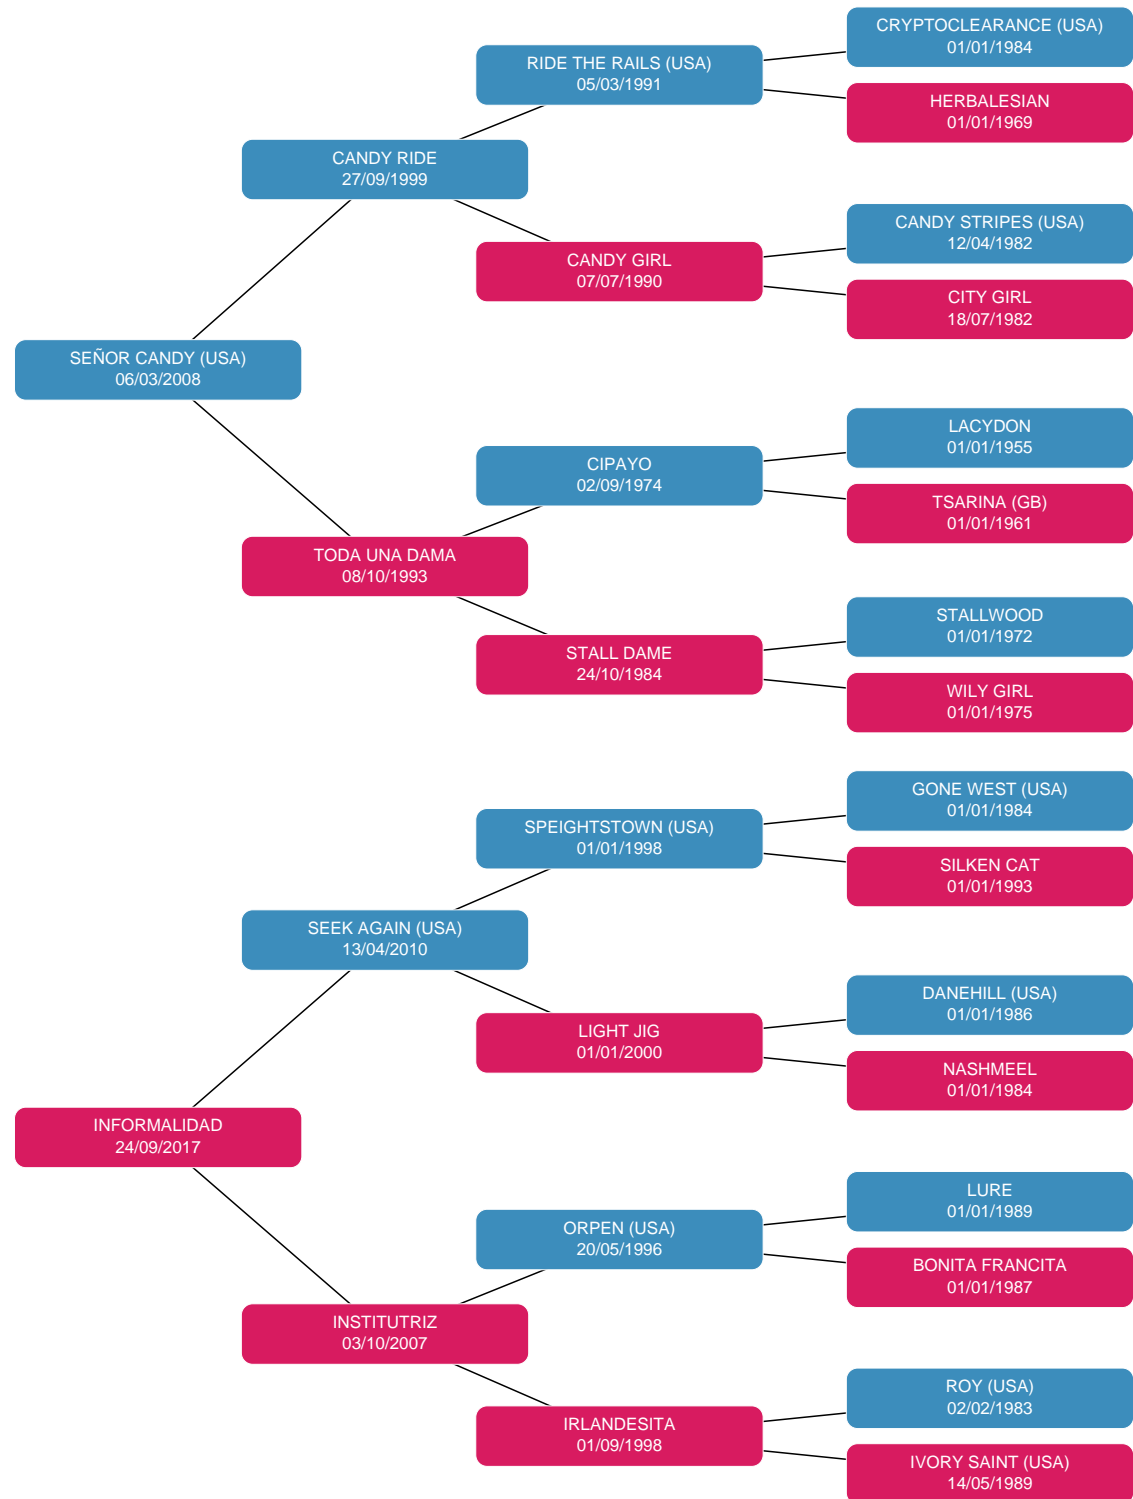 CRYPTOCLEARANCE (USA)
01/01/1984
RIDE THE RAILS (USA)
05/03/1991
HERBALESIAN
01/01/1969
CANDY RIDE
27/09/1999
CANDY STRIPES (USA)
12/04/1982
CANDY GIRL
07/07/1990
CITY GIRL
18/07/1982
SEÑOR CANDY (USA)
06/03/2008
LACYDON
01/01/1955
CIPAYO
02/09/1974
TSARINA (GB)
01/01/1961
TODA UNA DAMA
08/10/1993
STALLWOOD
01/01/1972
STALL DAME
24/10/1984
WILY GIRL
01/01/1975
GONE WEST (USA)
01/01/1984
SPEIGHTSTOWN (USA)
01/01/1998
SILKEN CAT
01/01/1993
SEEK AGAIN (USA)
13/04/2010
DANEHILL (USA)
01/01/1986
LIGHT JIG
01/01/2000
NASHMEEL
01/01/1984
INFORMALIDAD
24/09/2017
LURE
01/01/1989
ORPEN (USA)
20/05/1996
BONITA FRANCITA
01/01/1987
INSTITUTRIZ
03/10/2007
ROY (USA)
02/02/1983
IRLANDESITA
01/09/1998
IVORY SAINT (USA)
14/05/1989